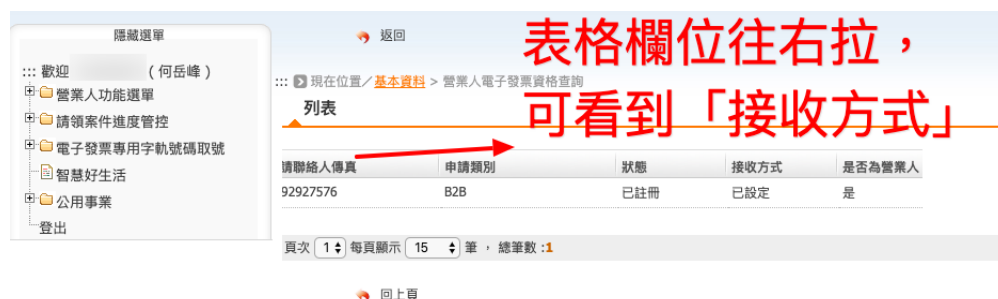 隱藏選單
::: 歡迎 ( 何岳峰 )
營業人功能選單
請領案件進度管控
電子發票專用字軌號碼取號
智慧好生活
公用事業
登出
返回
表格欄位往右拉，
可看到「接收方式」
::: 現在位置／基本資料 > 營業人電子發票資格查詢
列表
請聯絡人傳真 申請類別 狀態 接收方式 是否為營業人
92927576 B2B 已註冊 已設定 是
頁次 1 每頁顯示 15 筆 ， 總筆數 :1
回上頁